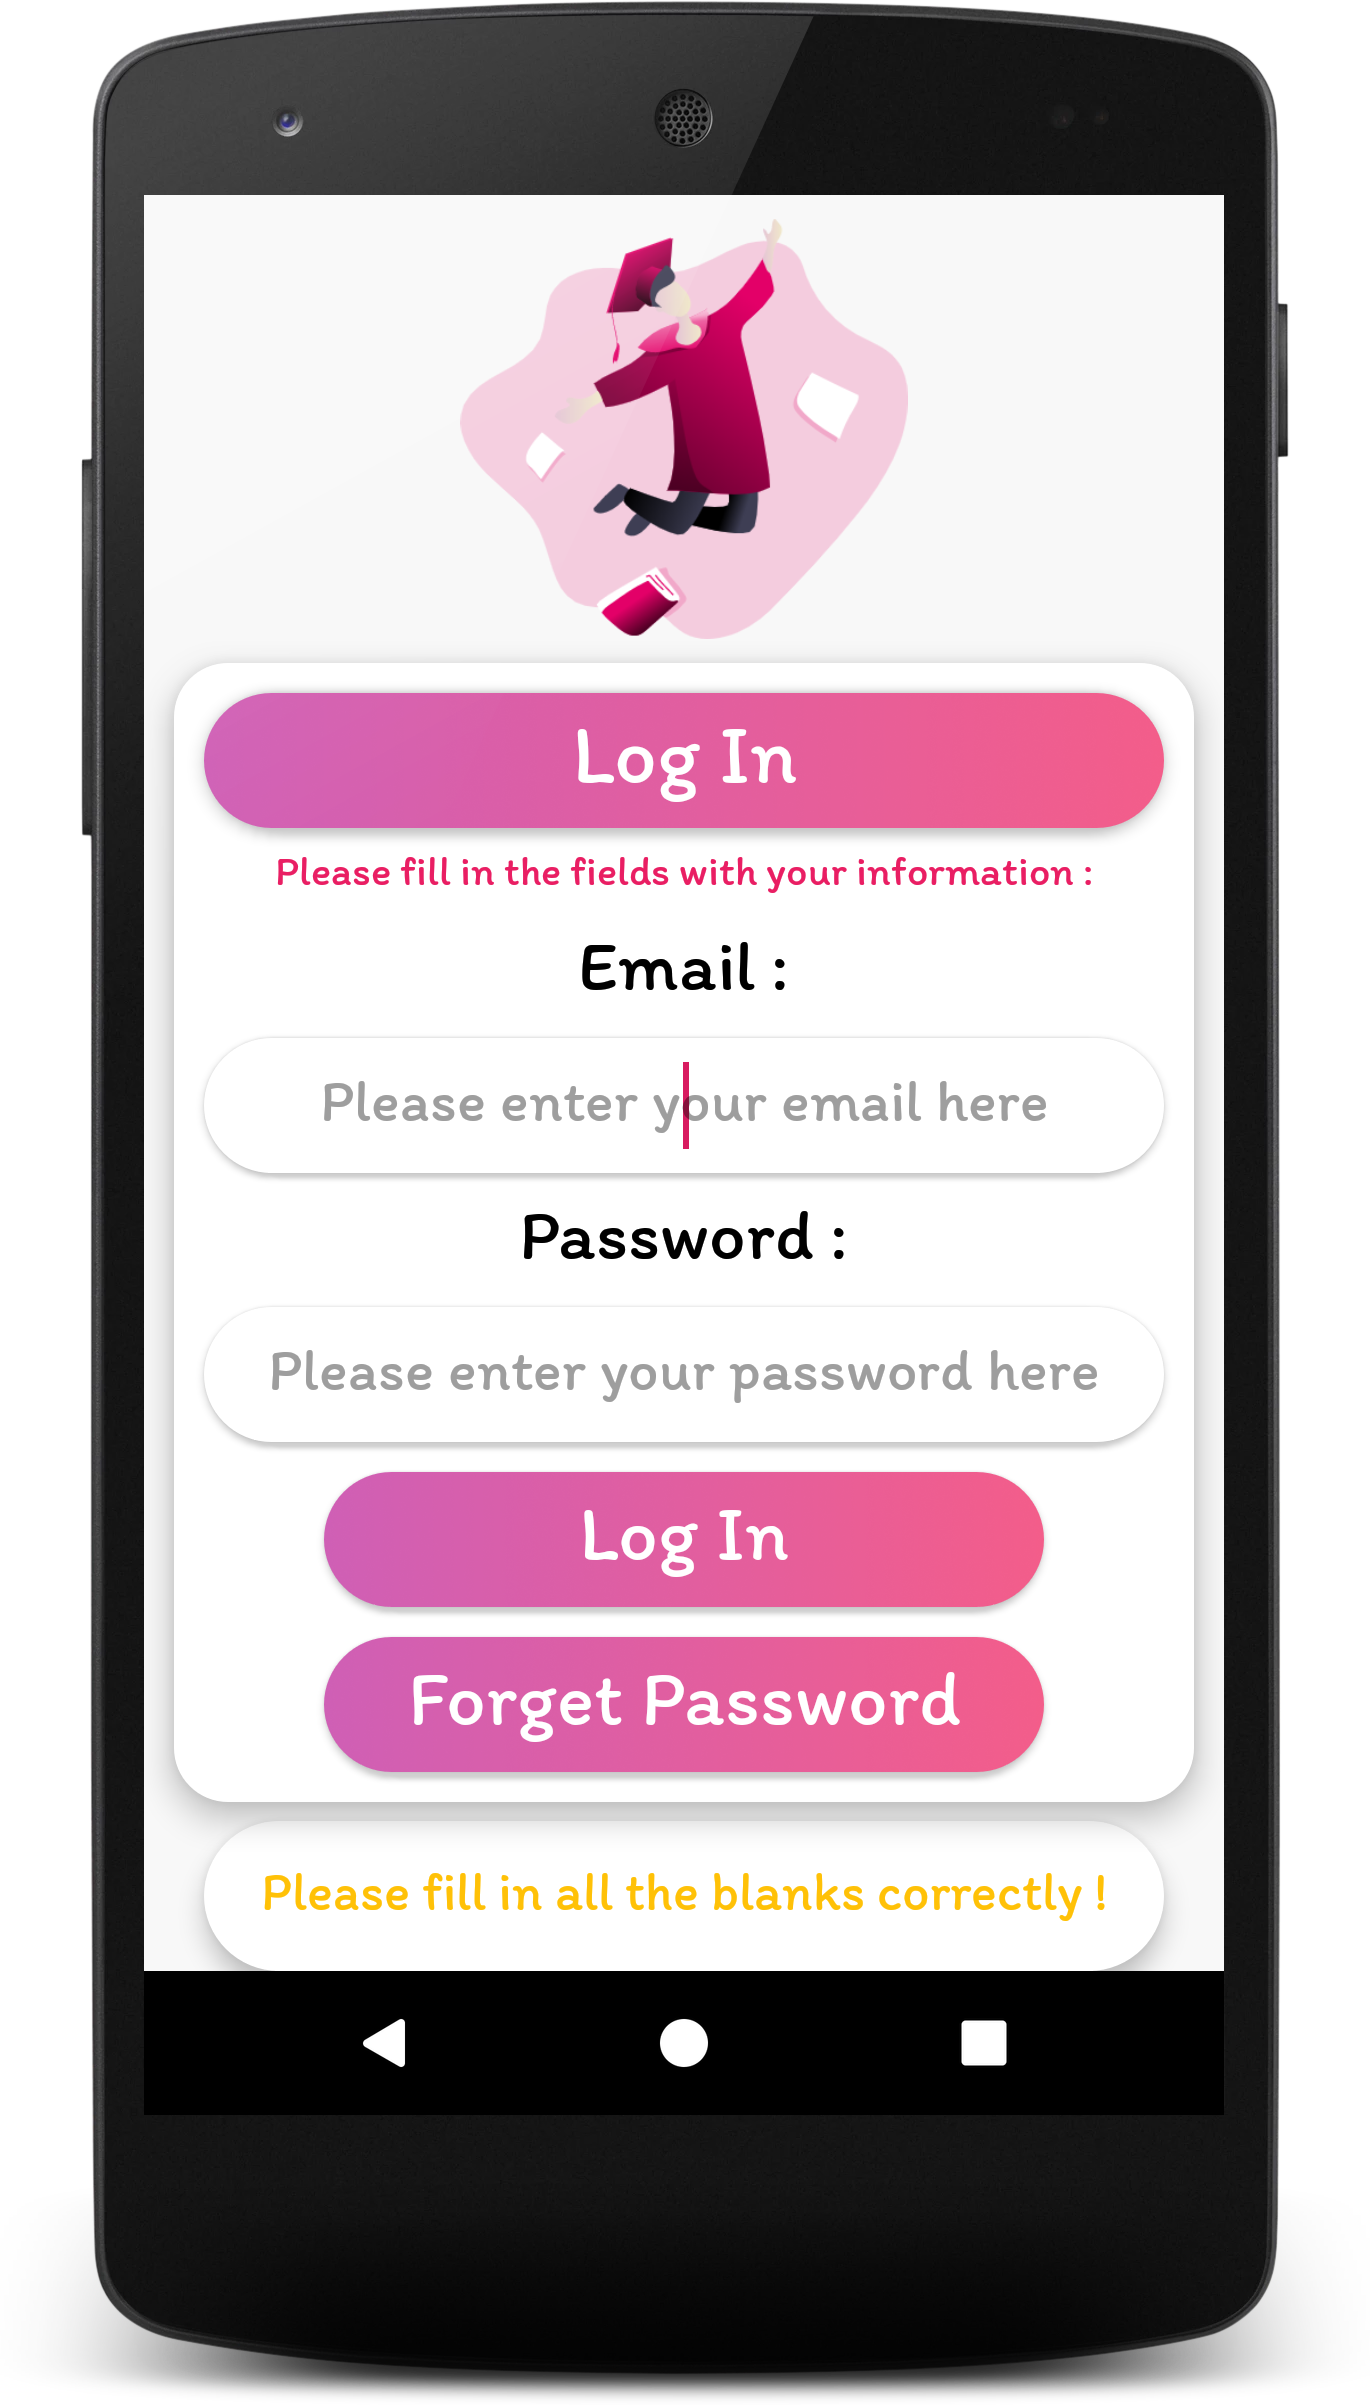 Log In
Please fill in the fields with your information :
Email :
Please enter your email here
Password :
Please enter your password here
Log In
Forget Password
Please fill in all the blanks correctly !